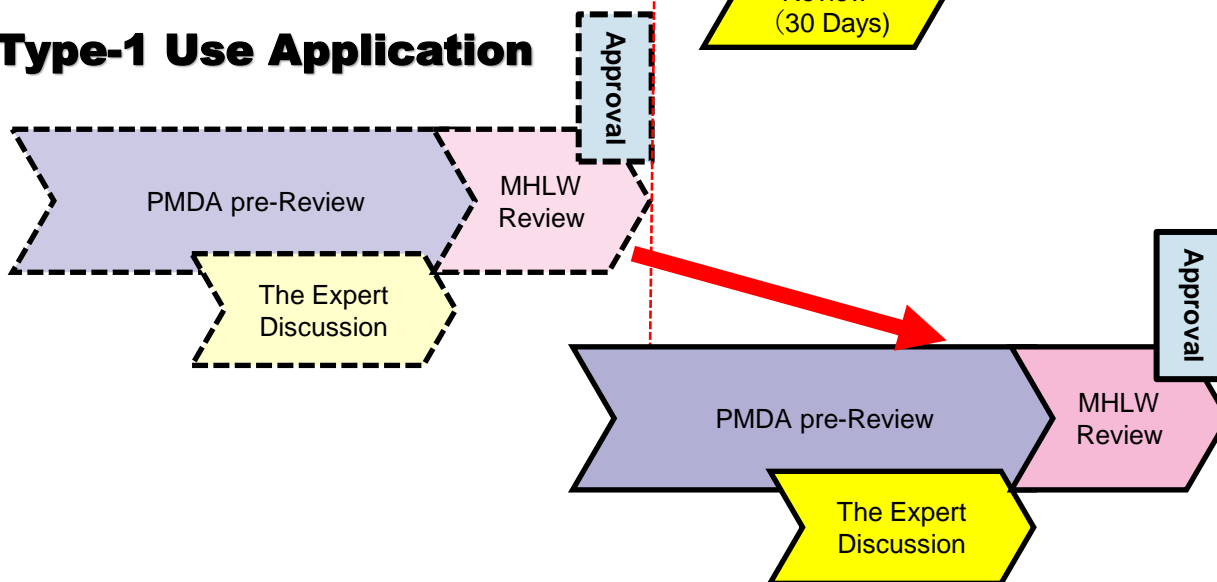 Review
（30 Days)
Type-1 Use Application
Approval
PMDA pre-Review
MHLW
Review
The Expert
Discussion
Approval
PMDA pre-Review
MHLW
Review
The Expert
Discussion